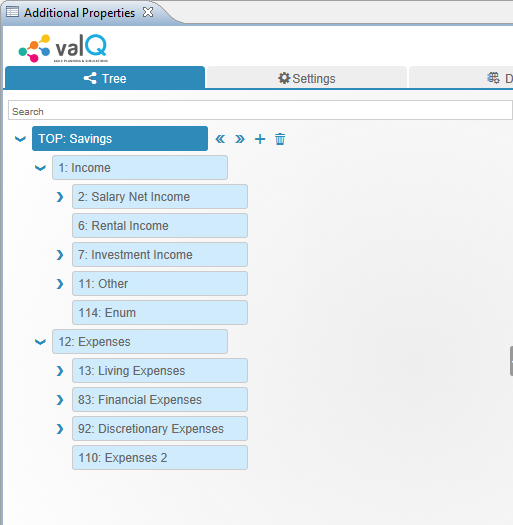 Additional Properties
valQ
AGILE PLANNING & SIMULATIONS
Tree
Settings
D
Search
TOP: Savings
1: Income
2: Salary Net Income
6: Rental Income
7: Investment Income
11: Other
114: Enum
12: Expenses
13: Living Expenses
83: Financial Expenses
92: Discretionary Expenses
110: Expenses 2